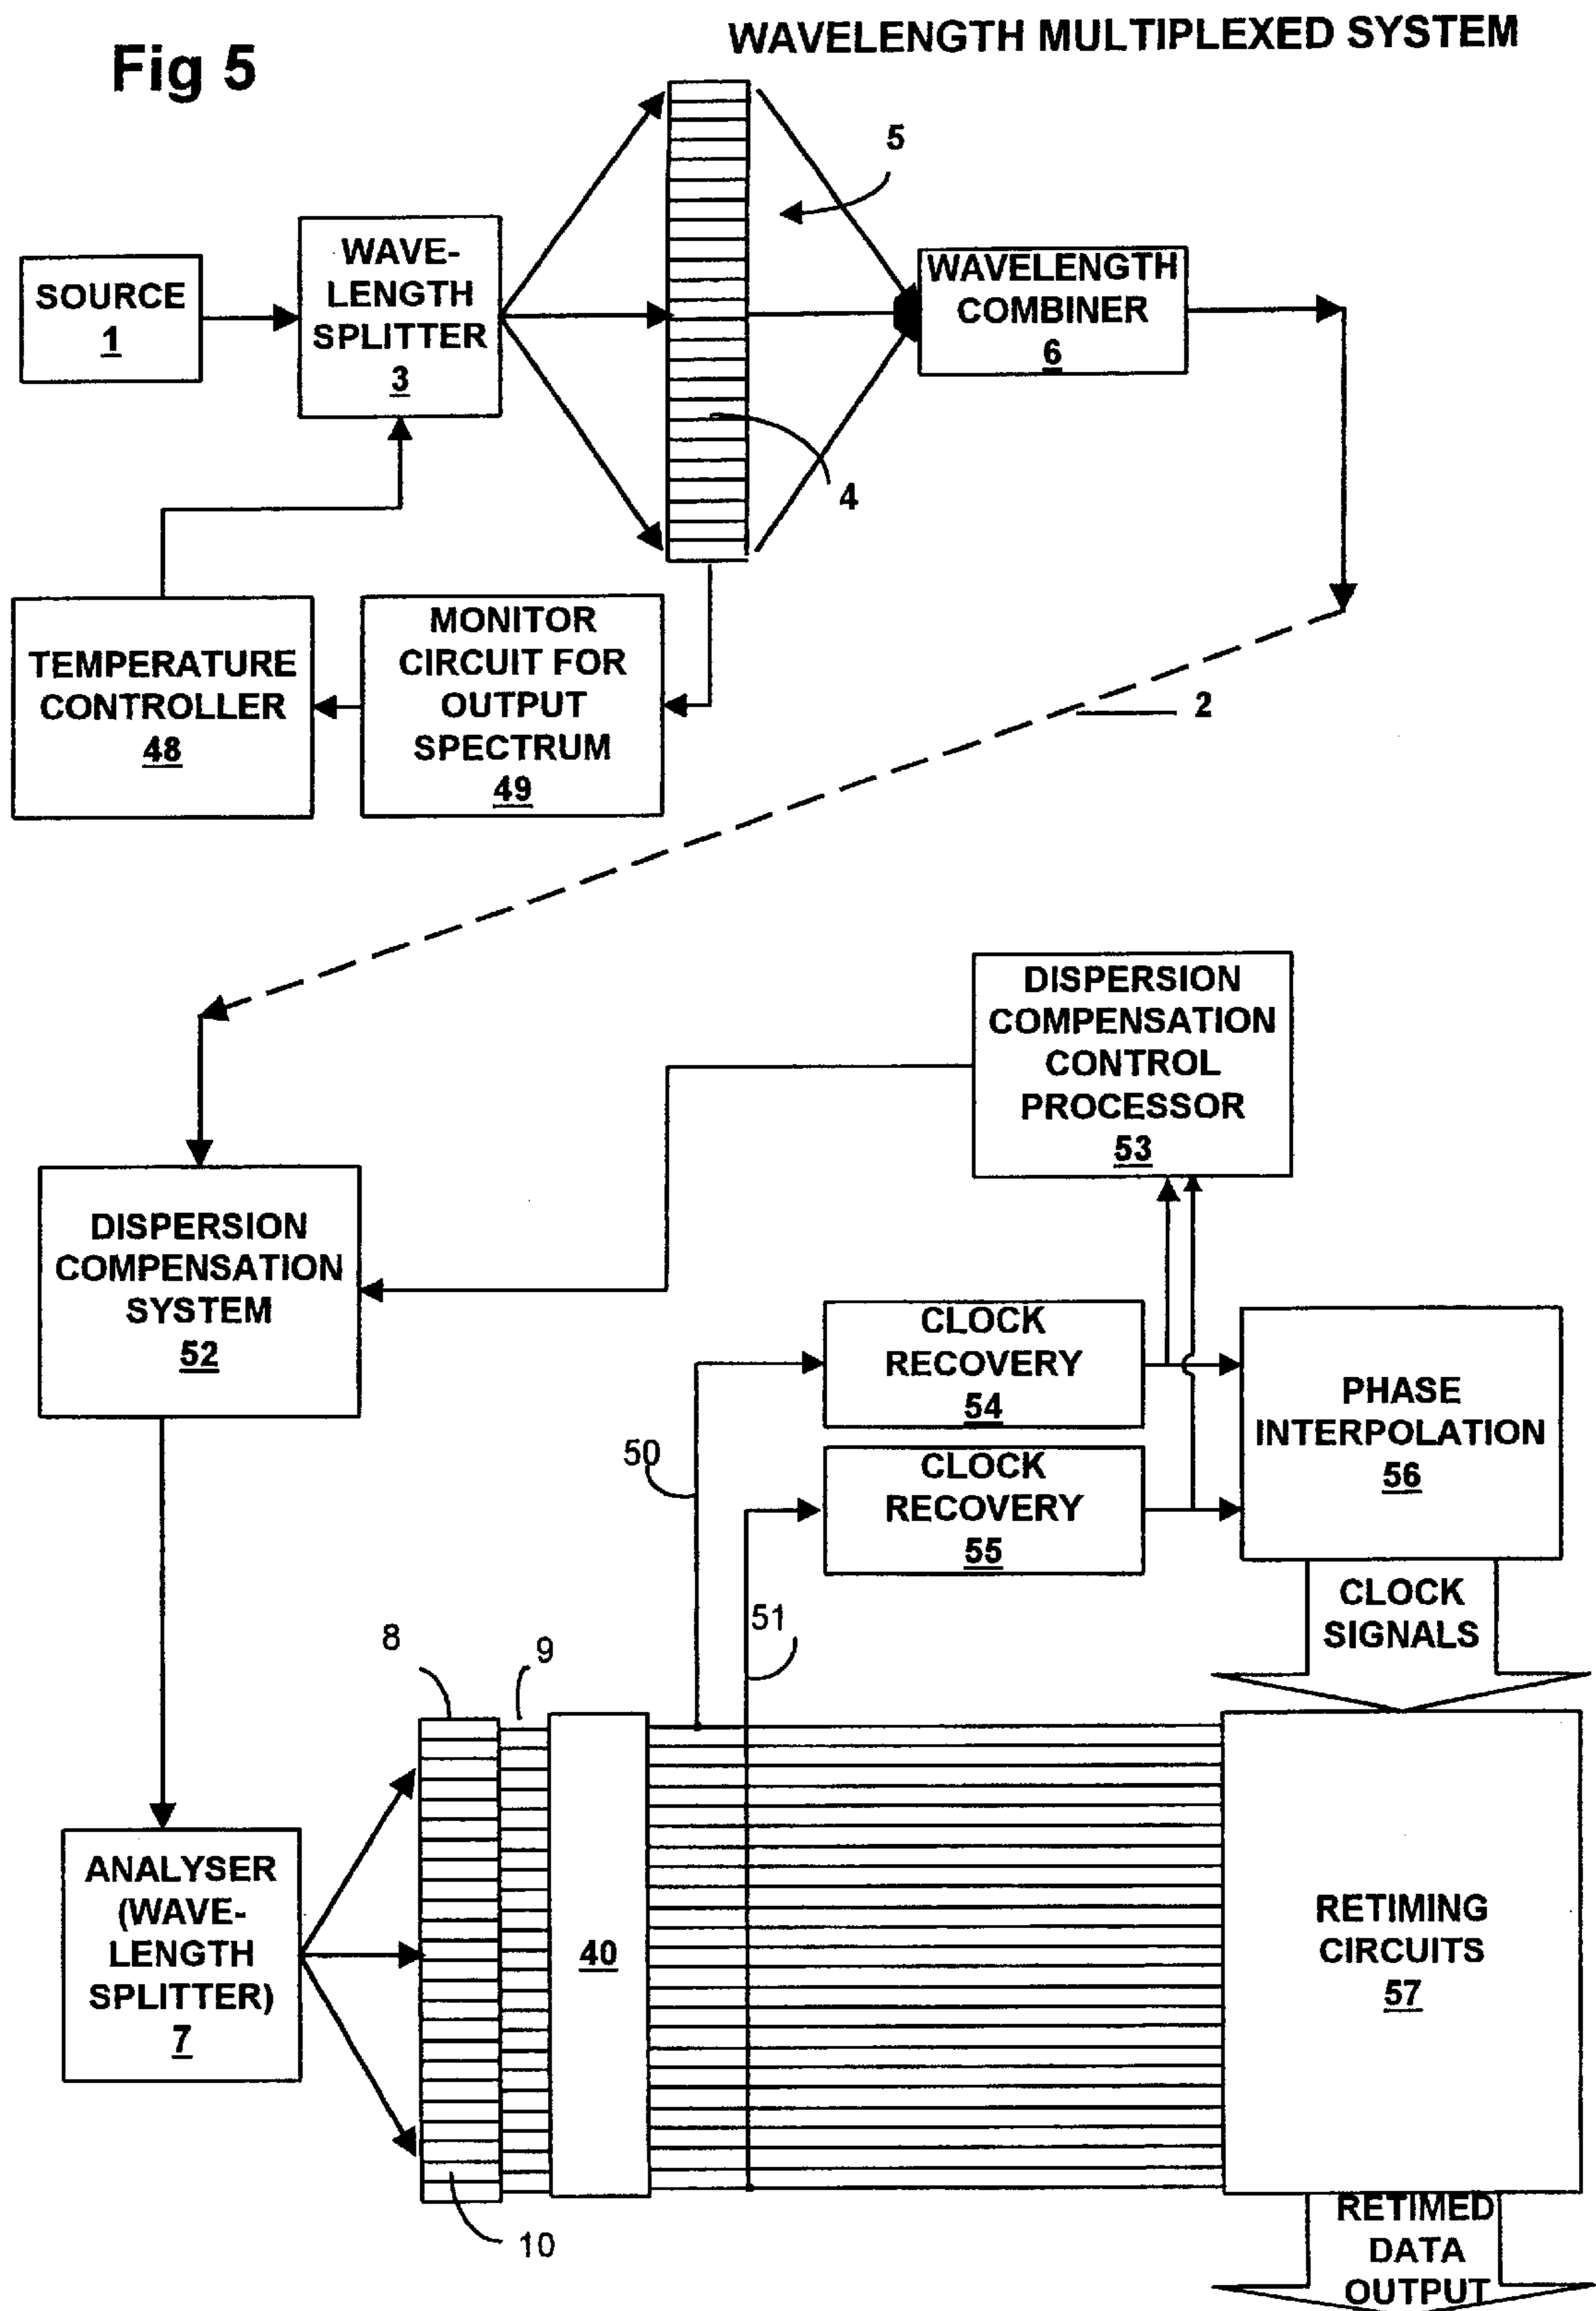 Fig 5
WAVELENGTH MULTIPLEXED SYSTEM
5
SOURCE
1
WAVE-
LENGTH
SPLITTER
3
WAVELENGTH
COMBINER
6
4
TEMPERATURE
CONTROLLER
48
MONITOR
CIRCUIT FOR
OUTPUT
SPECTRUM
49
2
DISPERSION
COMPENSATION
CONTROL
PROCESSOR
53
DISPERSION
COMPENSATION
SYSTEM
52
CLOCK
RECOVERY
54
PHASE
INTERPOLATION
56
50
CLOCK
RECOVERY
55
CLOCK
SIGNALS
51
8
9
ANALYSER
(WAVE-
LENGTH
SPLITTER)
7
40
RETIMING
CIRCUITS
57
10
RETIMED
DATA
OUTPUT